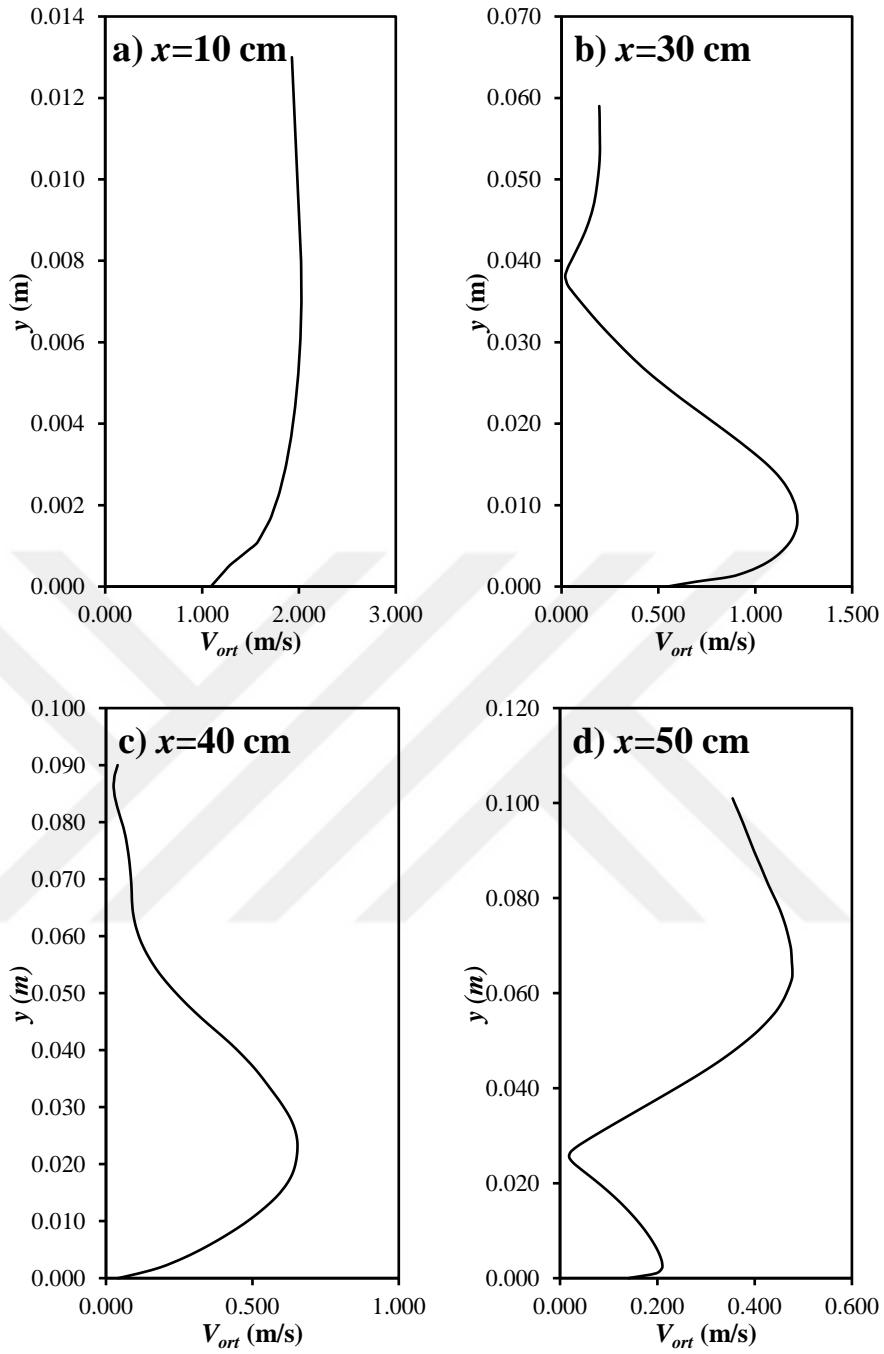 a) x=10 cm
0.014
0.012
0.010
0.008
0.006
0.004
0.002
0.000
y (m)
0.000 1.000 2.000 3.000
V_ort (m/s)
b) x=30 cm
0.070
0.060
0.050
0.040
0.030
0.020
0.010
0.000
y (m)
0.000 0.500 1.000 1.500
V_ort (m/s)
c) x=40 cm
0.100
0.090
0.080
0.070
0.060
0.050
0.040
0.030
0.020
0.010
0.000
y (m)
0.000 0.500 1.000
V_ort (m/s)
d) x=50 cm
0.120
0.100
0.080
0.060
0.040
0.020
0.000
y (m)
0.000 0.200 0.400 0.600
V_ort (m/s)